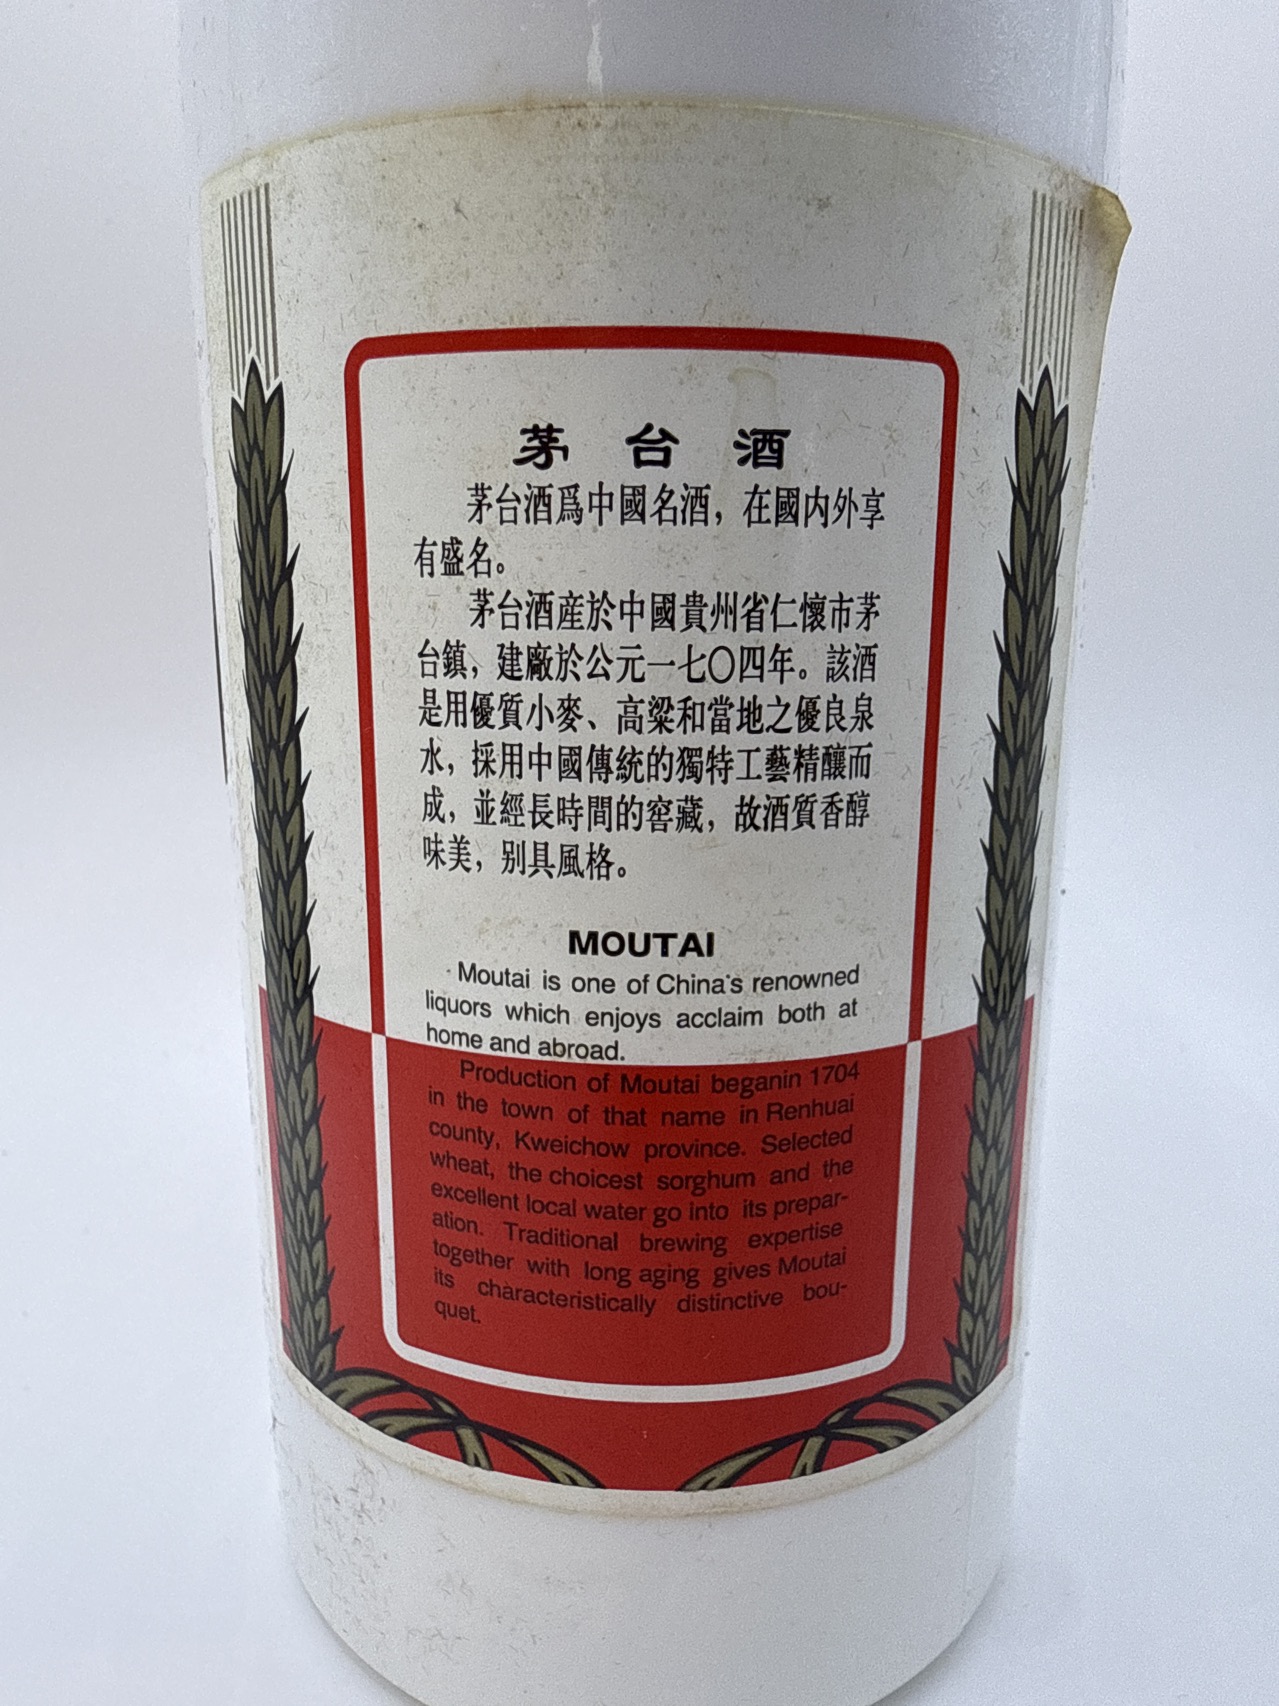 茅台酒
茅台酒爲中國名酒，在國内外享
有盛名。
茅台酒産於中國貴州省仁懷市茅
台鎮、建廠於公元一七〇四年。該酒
是用優質小麥、高粱和當地之優良泉
水，採用中國傳統的獨特工藝精釀而
成，並經長時間的窖藏，故酒質香醇
味美，别具風格。
MOUTAI
Moutai is one of China's renowned
liquors which enjoys acclaim both at
home and abroad.
Production of Moutai beganin 1704
in the town of that name in Renhuai
county, Kweichow province. Selected
wheat, the choicest sorghum and the
excellent local water go into its prepar-
ation. Traditional brewing expertise
together with long aging gives Moutai
its characteristically distinctive bou-
quet.